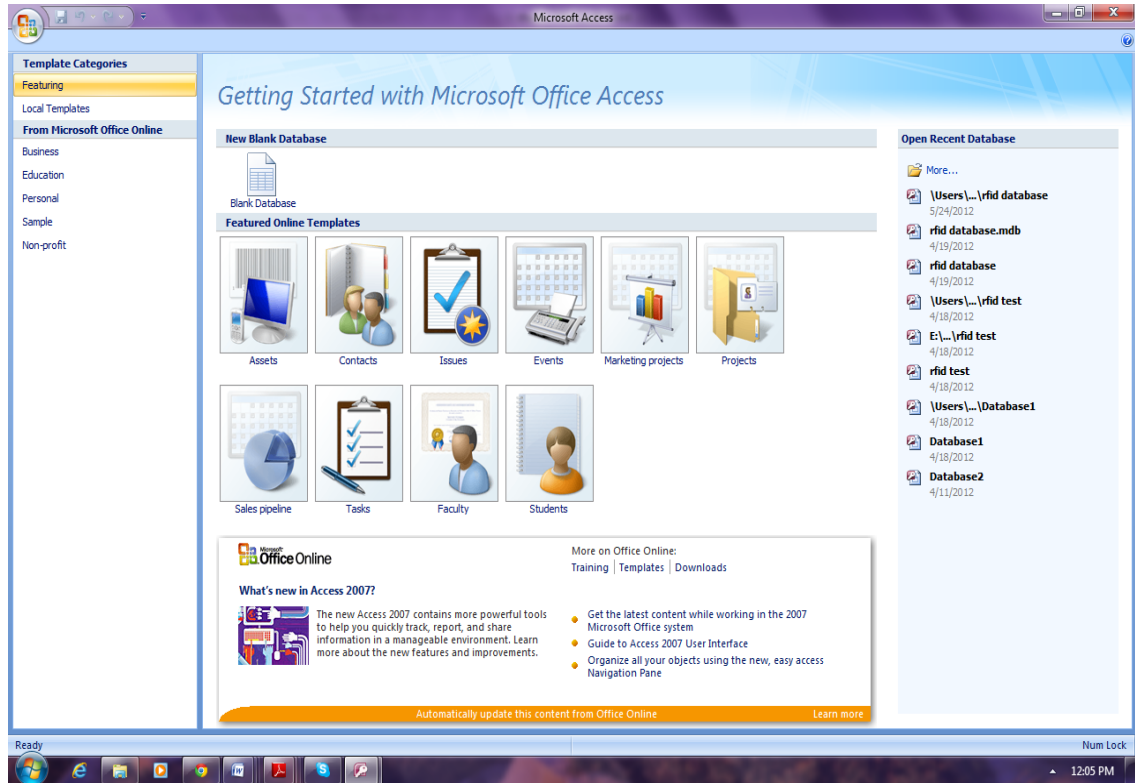 Microsoft Access
Template Categories
Featuring
Local Templates
From Microsoft Office Online
Business
Education
Personal
Sample
Non-profit
Getting Started with Microsoft Office Access
New Blank Database
Blank Database
Featured Online Templates
Assets
Contacts
Issues
Events
Marketing projects
Projects
Sales pipeline
Tasks
Faculty
Students
Microsoft
Office Online
More on Office Online:
Training | Templates | Downloads
What's new in Access 2007?
The new Access 2007 contains more powerful tools
to help you quickly track, report, and share
information in a manageable environment. Learn
more about the new features and improvements.
Get the latest content while working in the 2007
Microsoft Office system
Guide to Access 2007 User Interface
Organize all your objects using the new, easy access
Navigation Pane
Automatically update this content from Office Online
Learn more
Open Recent Database
More...
\Users\...\rfid database
5/24/2012
rfid database.mdb
4/19/2012
rfid database
4/19/2012
\Users\...\rfid test
4/18/2012
E:\...\rfid test
4/18/2012
rfid test
4/18/2012
\Users\...\Database1
4/18/2012
Database1
4/18/2012
Database2
4/11/2012
Ready
Num Lock
12:05 PM